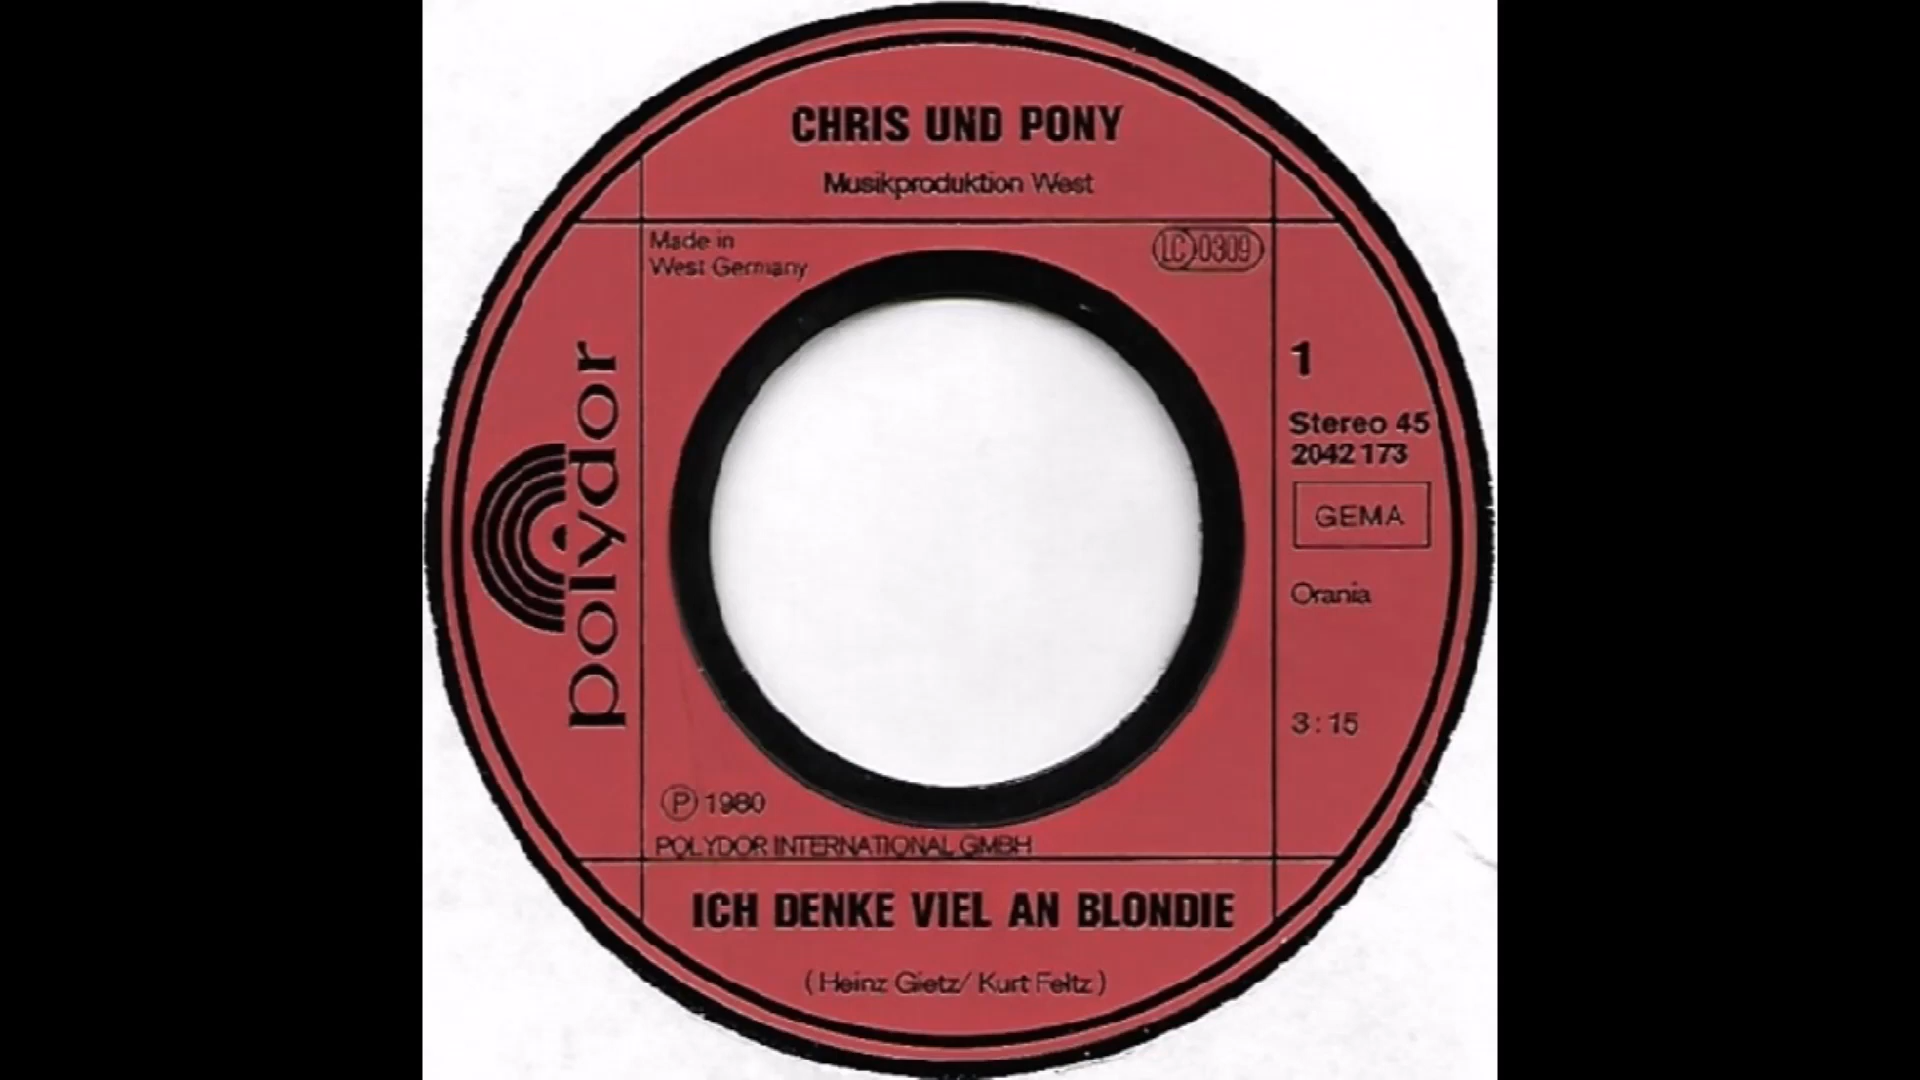 CHRIS UND PONY
Musikproduktion West
Made in
West Germany
LC 0309
polydor
1
Stereo 45
2042 173
GEMA
Orania
3:15
Ⓟ 1980
POLYDOR INTERNATIONAL GMBH
ICH DENKE VIEL AN BLONDIE
(Heinz Gietz/ Kurt Feltz)